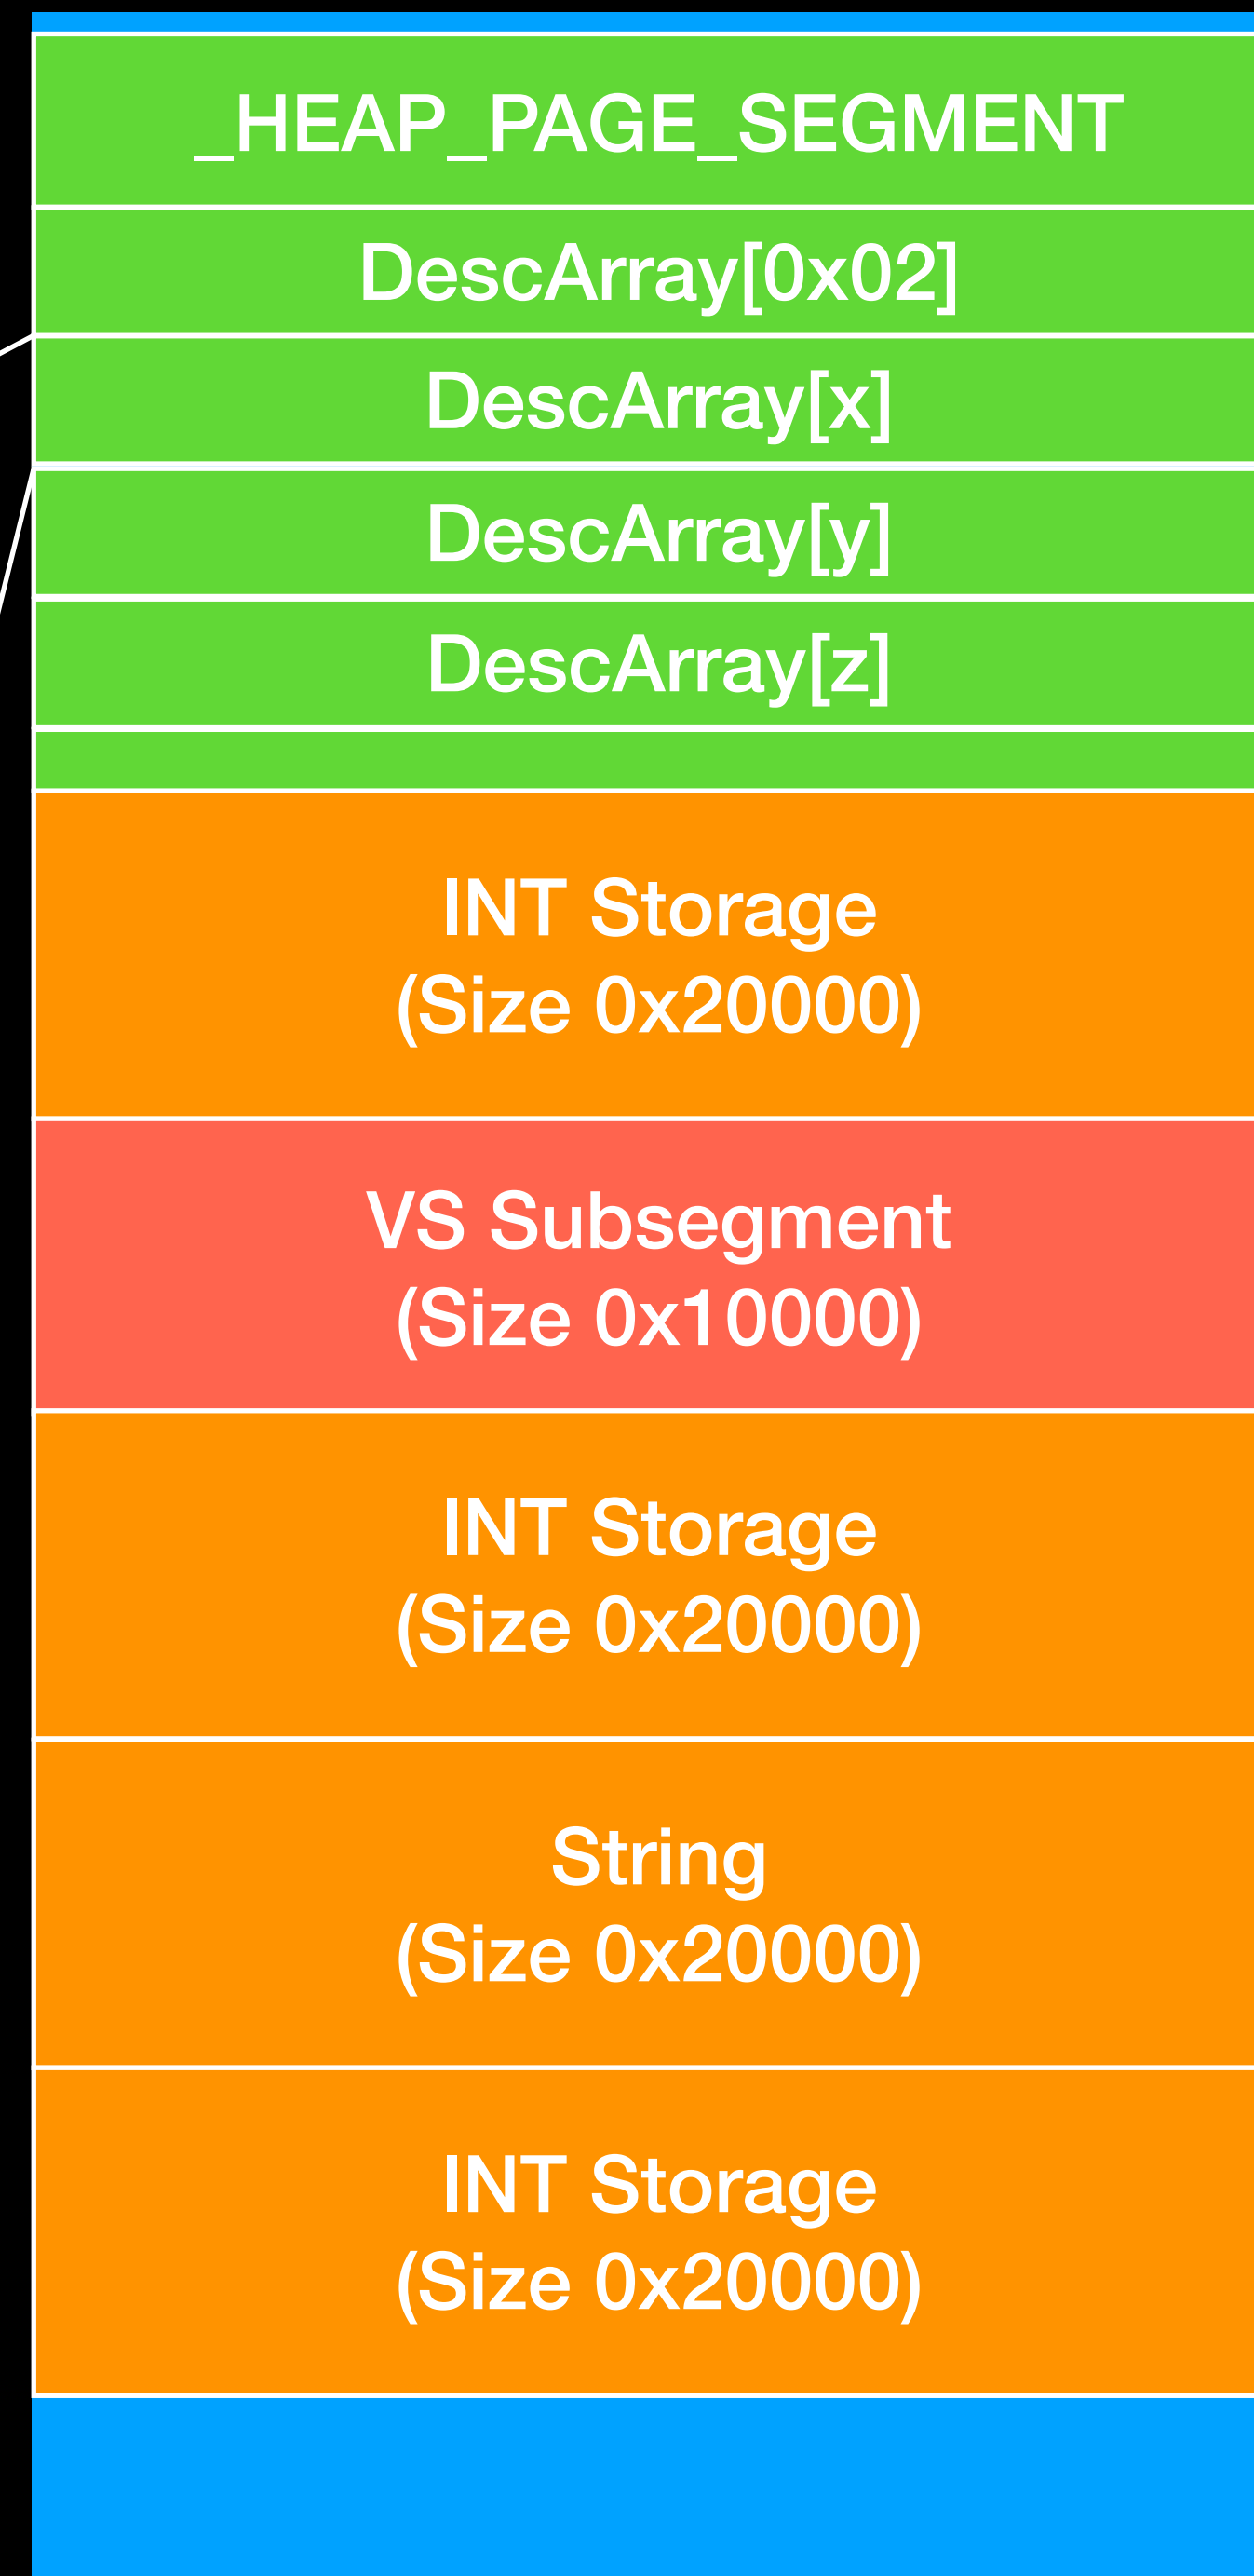 _HEAP_PAGE_SEGMENT
DescArray[0x02]
DescArray[x]
DescArray[y]
DescArray[z]
INT Storage
(Size 0x20000)
VS Subsegment
(Size 0x10000)
INT Storage
(Size 0x20000)
String
(Size 0x20000)
INT Storage
(Size 0x20000)